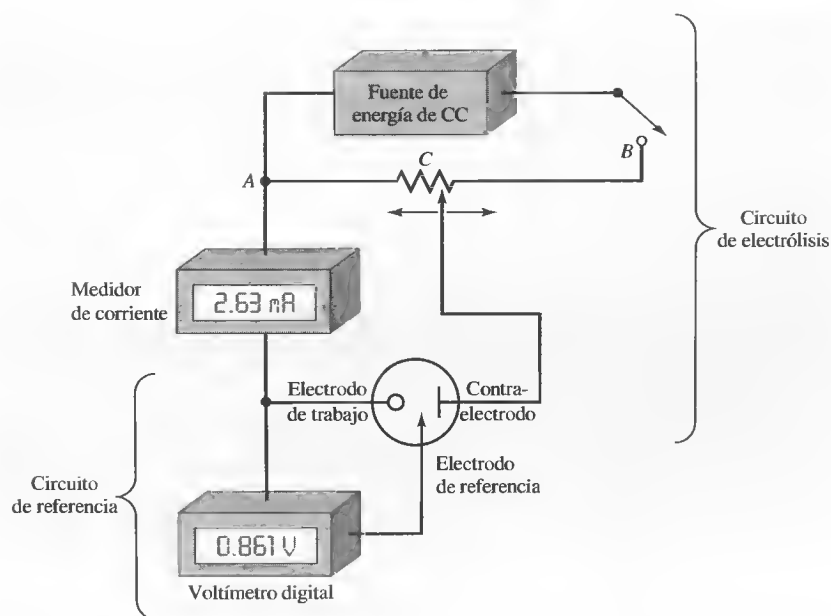 Fuente de
energía de CC
C
B
A
Circuito
de electrólisis
Medidor
de corriente
2.63 mA
Electrodo
de trabajo
Contra-
electrodo
Electrodo
de referencia
Circuito
de referencia
0.861 V
Voltímetro digital